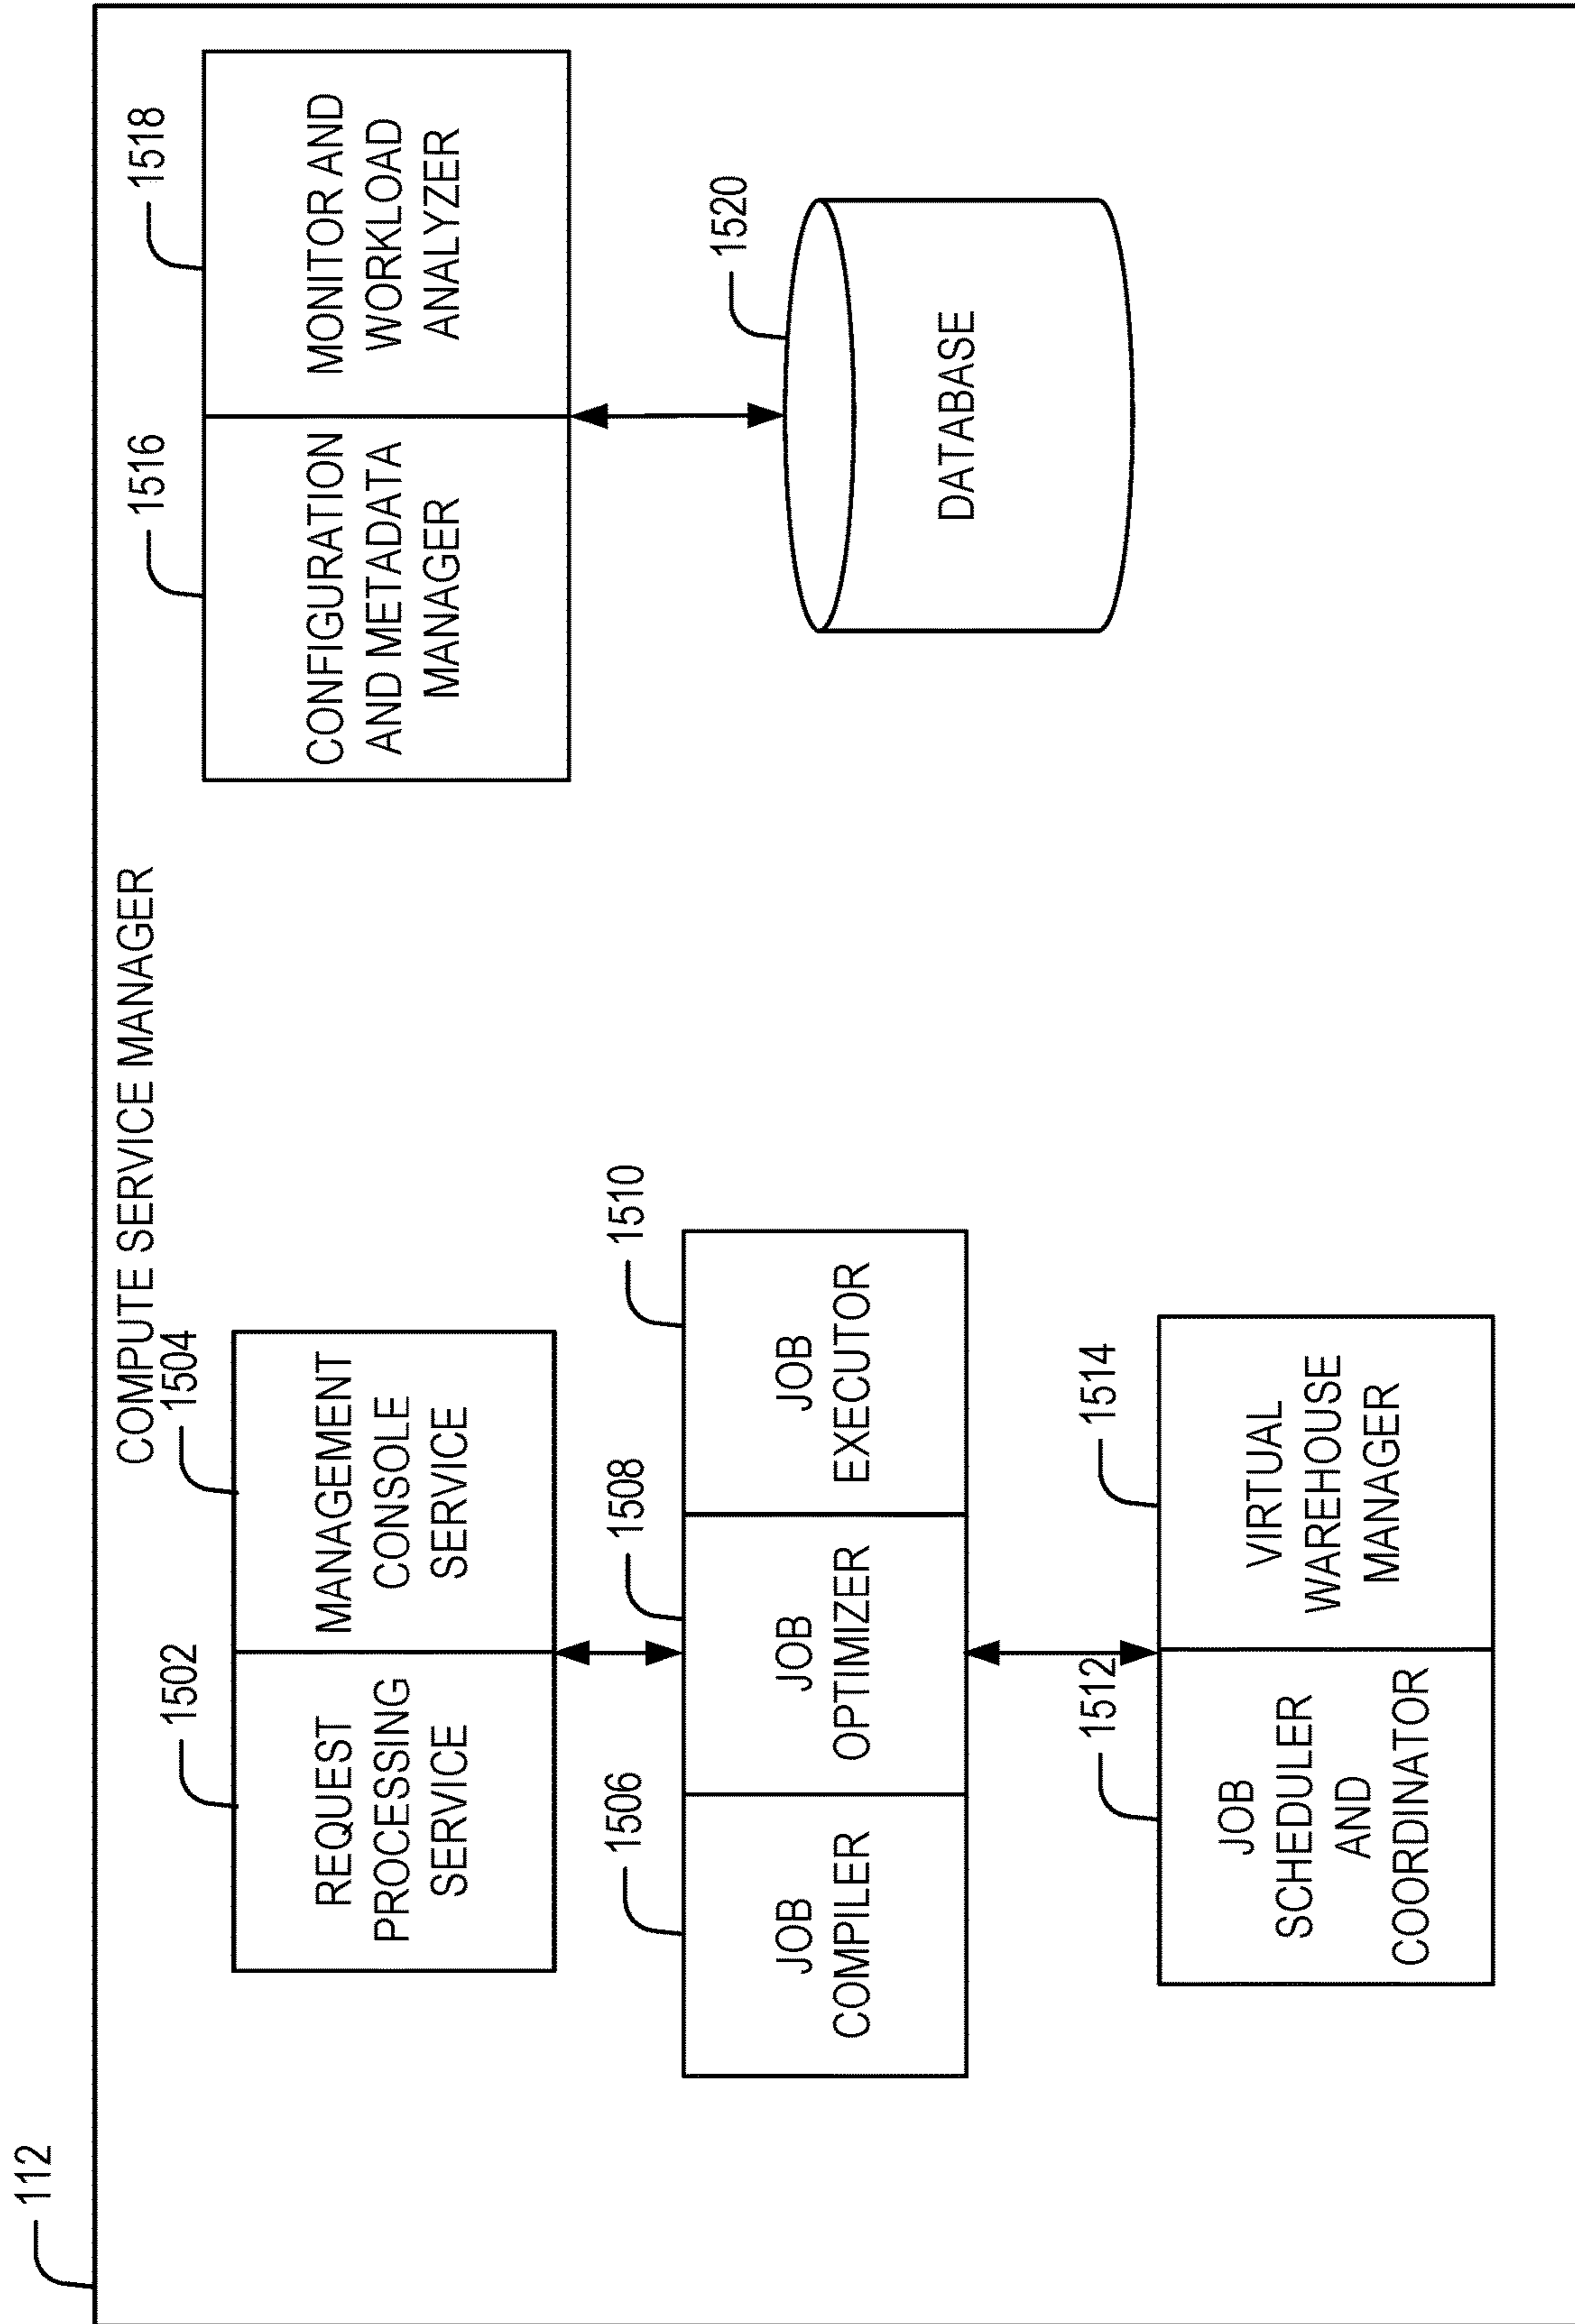 112
COMPUTE SERVICE MANAGER
1502
1504
REQUEST
PROCESSING
SERVICE
MANAGEMENT
CONSOLE
SERVICE
1506
1508
1510
JOB
COMPILER
JOB
OPTIMIZER
JOB
EXECUTOR
1512
1514
JOB
SCHEDULER
AND
COORDINATOR
VIRTUAL
WAREHOUSE
MANAGER
1516
1518
CONFIGURATION
AND METADATA
MANAGER
MONITOR AND
WORKLOAD
ANALYZER
1520
DATABASE